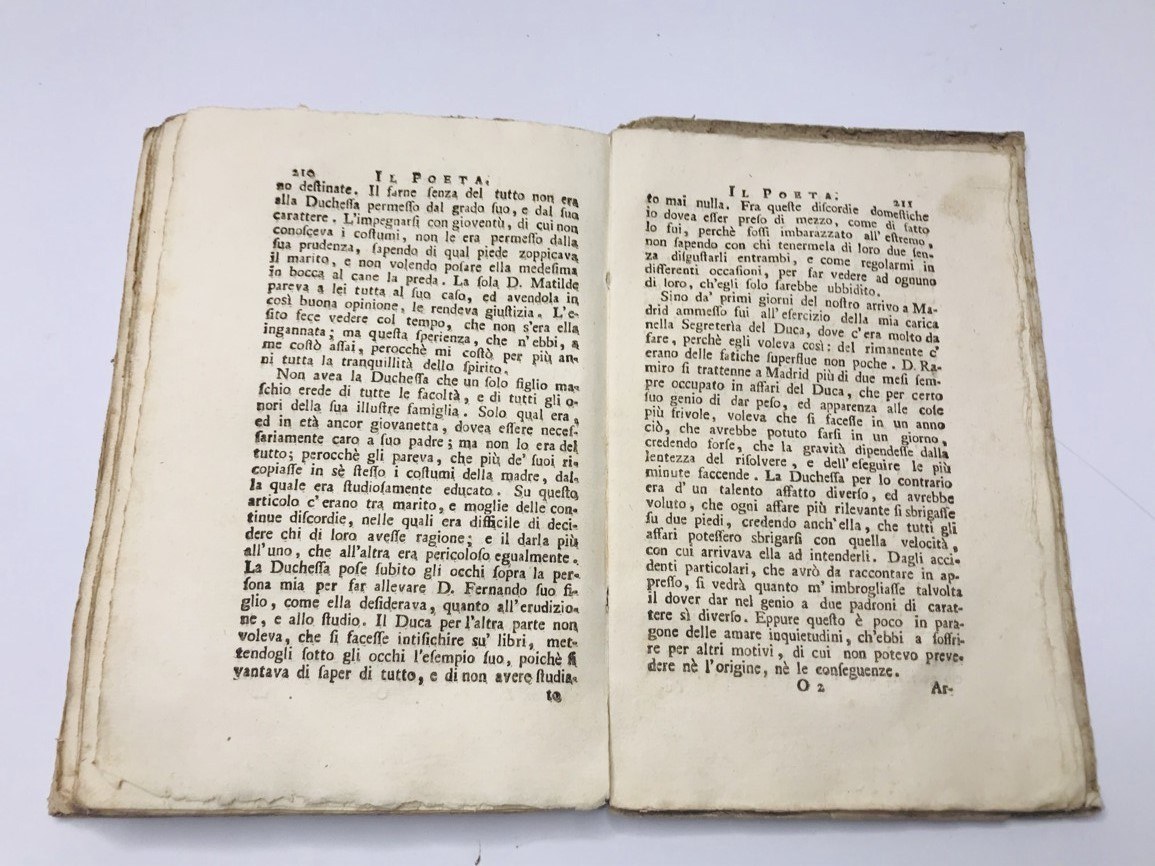 210 IL POETA.
no deſtinate. Il farne ſenza del tutto non era
alla Ducheſſa permeſſo dal grado ſuo, e dal ſuo
carattere. L'impegnarſi con gioventù, di cui non
conoſceva i coſtumi, non le era permeſſo dalla
ſua prudenza, ſapendo di qual piede zoppicava
il marito, e non volendo poſare ella medeſima
in bocca al cane la preda. La ſola D. Matilde
pareva a lei tutta al ſuo caſo, ed avendola in
così buona opinione, le rendeva giuſtizia. L'e-
ſito fece vedere col tempo, che non s'era ella
ingannata; ma queſta ſperienza, che n'ebbi, a
me coſtò aſſai, perocchè mi coſtò per più an-
ni tutta la tranquillità dello ſpirito.
Non avea la Ducheſſa che un ſolo figlio ma-
ſchio erede di tutte le facoltà, e di tutti gli o-
nori della ſua illuſtre famiglia. Solo qual era,
ed in età ancor giovanetta, dovea eſſere neceſ-
ſariamente caro a ſuo padre; ma non lo era del
tutto; perocchè gli pareva, che più de' ſuoi ri-
copiaſſe in sè ſteſſo i coſtumi della madre, dal-
la quale era ſtudioſamente educato. Su queſto
articolo c'erano tra marito, e moglie delle con-
tinue diſcordie, nelle quali era difficile di deci-
dere chi di loro aveſſe ragione; e il darla più
all'uno, che all'altra era pericoloſo egualmente.
La Ducheſſa poſe ſubito gli occhi ſopra la per-
ſona mia per far allevare D. Fernando ſuo fi-
glio, come ella deſiderava, quanto all'erudizio-
ne, e allo ſtudio. Il Duca per l'altra parte non
voleva, che ſi faceſſe intiſichire su' libri, met-
tendogli ſotto gli occhi l'eſempio ſuo, poichè ſi
vantava di ſaper di tutto, e di non avere ſtudia-
to
IL POETA. 211
to mai nulla. Fra queſte diſcordie domeſtiche
io dovea eſſer preſo di mezzo, come di fatto
lo fui, perchè foſſi imbarazzato all'eſtremo,
non ſapendo con chi tenermela di loro due ſen-
za diſguſtarli entrambi, e come regolarmi in
differenti occaſioni, per far vedere ad ognuno
di loro, ch'egli ſolo ſarebbe ubbidito.
Sino da' primi giorni del noſtro arrivo a Ma-
drid ammeſſo fui all'eſercizio della mia carica
nella Segreterìa del Duca, dove c'era molto da
fare, perchè egli voleva così: del rimanente c'
erano delle fatiche ſuperflue non poche. D. Ra-
miro ſi trattenne a Madrid più di due meſi ſem-
pre occupato in affari del Duca, che per certo
ſuo genio di dar peſo, ed apparenza alle coſe
più frivole, voleva che ſi faceſſe in un anno
ciò, che avrebbe potuto farſi in un giorno,
credendo forſe, che la gravità dipendeſſe dalla
lentezza del riſolvere, e dell'eſeguire le più
minute faccende. La Ducheſſa per lo contrario
era d'un talento affatto diverſo, ed avrebbe
voluto, che ogni affare più rilevante ſi sbrigaſſe
ſu due piedi, credendo anch'ella, che tutti gli
affari poteſſero sbrigarſi con quella velocità,
con cui arrivava ella ad intenderli. Dagli acci-
denti particolari, che avrò da raccontare in ap-
preſſo, ſi vedrà quanto m'imbrogliaſſe talvolta
il dover dar nel genio a due padroni di carat-
tere sì diverſo. Eppure queſto è poco in para-
gone delle amare inquietudini, ch'ebbi a ſoffri-
re per altri motivi, di cui non potevo preve-
dere nè l'origine, nè le conſeguenze.
O 2 Ar-